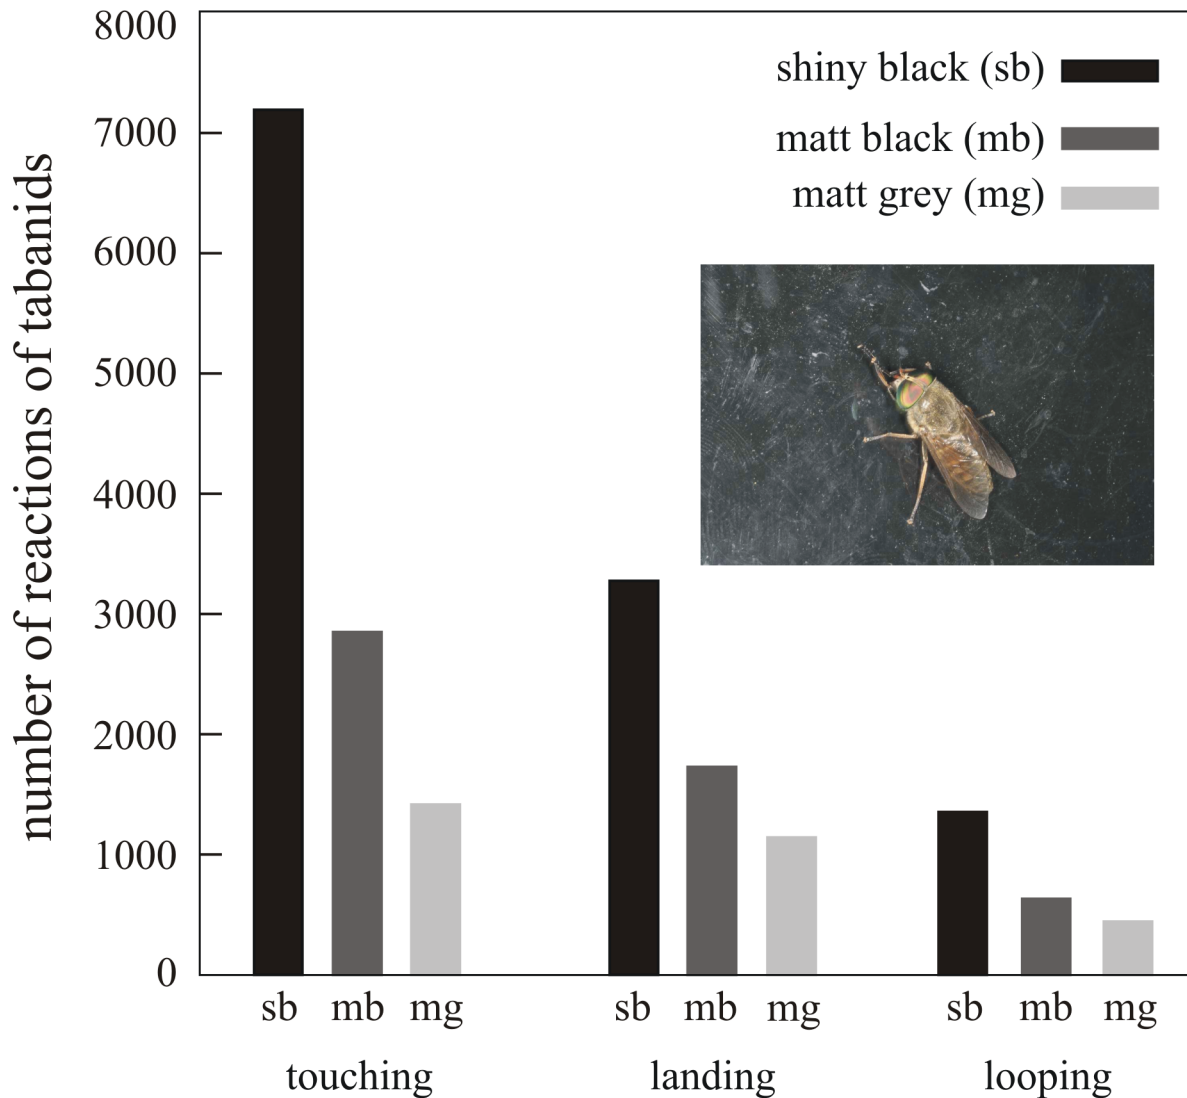 number of reactions of tabanids
8000
7000
6000
5000
4000
3000
2000
1000
0
shiny black (sb)
matt black (mb)
matt grey (mg)
sb mb mg sb mb mg sb mb mg
touching landing looping